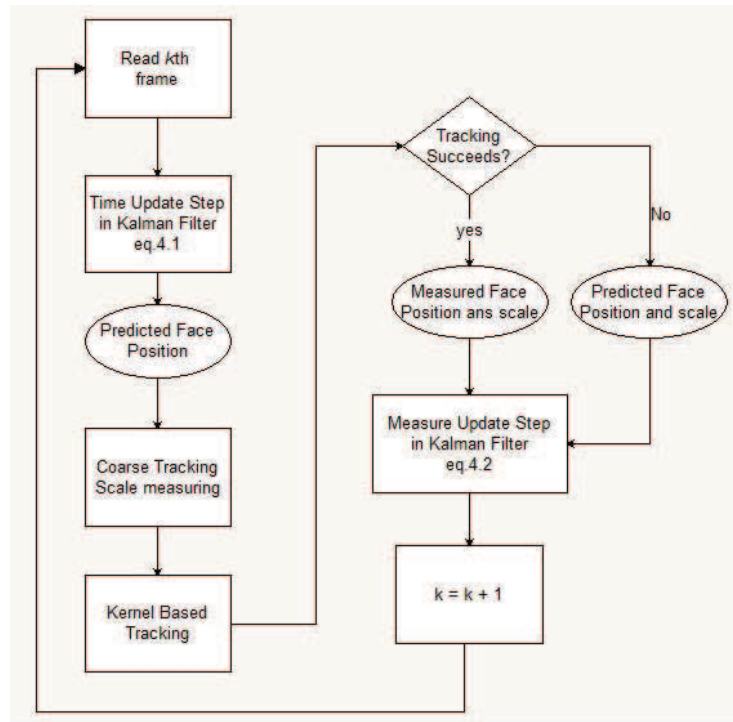 Read kth
frame
Time Update Step
in Kalman Filter
eq.4.1
Predicted Face
Position
Coarse Tracking
Scale measuring
Kernel Based
Tracking
Tracking
Succeeds?
yes
No
Measured Face
Position ans scale
Predicted Face
Position and scale
Measure Update Step
in Kalman Filter
eq.4.2
k = k + 1